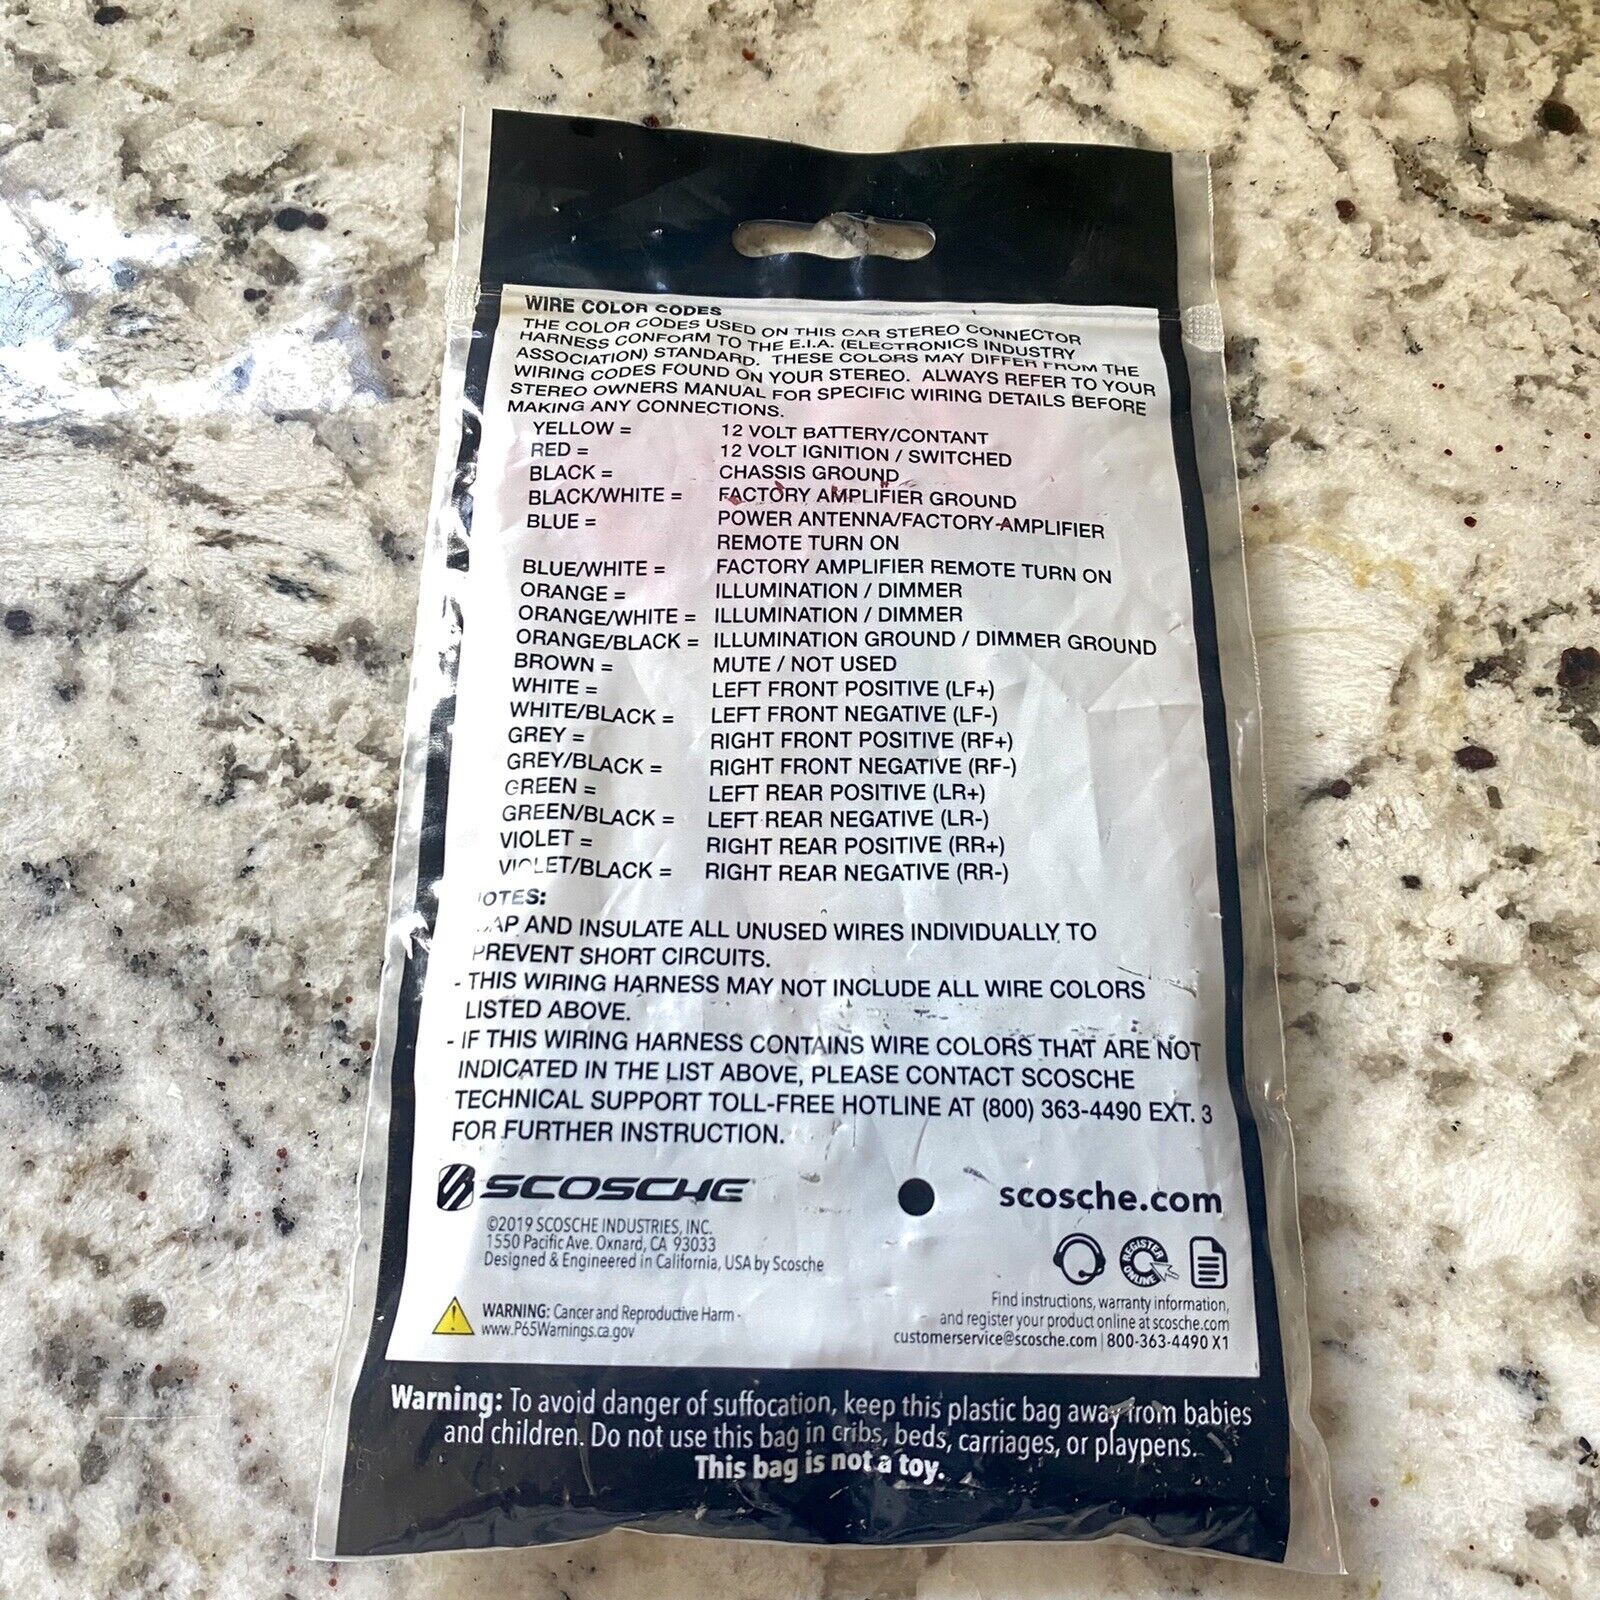 WIRE COLOR CODES
THE COLOR CODES USED ON THIS CAR STEREO CONNECTOR
HARNESS CONFORM TO THE E.I.A. (ELECTRONICS INDUSTRY
ASSOCIATION) STANDARD. THESE COLORS MAY DIFFER FROM THE
WIRING CODES FOUND ON YOUR STEREO. ALWAYS REFER TO YOUR
STEREO OWNERS MANUAL FOR SPECIFIC WIRING DETAILS BEFORE
MAKING ANY CONNECTIONS.
YELLOW = 12 VOLT BATTERY/CONTANT
RED = 12 VOLT IGNITION / SWITCHED
BLACK = CHASSIS GROUND
BLACK/WHITE = FACTORY AMPLIFIER GROUND
BLUE = POWER ANTENNA/FACTORY AMPLIFIER
REMOTE TURN ON
BLUE/WHITE = FACTORY AMPLIFIER REMOTE TURN ON
ORANGE = ILLUMINATION / DIMMER
ORANGE/WHITE = ILLUMINATION / DIMMER
ORANGE/BLACK = ILLUMINATION GROUND / DIMMER GROUND
BROWN = MUTE / NOT USED
WHITE = LEFT FRONT POSITIVE (LF+)
WHITE/BLACK = LEFT FRONT NEGATIVE (LF-)
GREY = RIGHT FRONT POSITIVE (RF+)
GREY/BLACK = RIGHT FRONT NEGATIVE (RF-)
GREEN = LEFT REAR POSITIVE (LR+)
GREEN/BLACK = LEFT REAR NEGATIVE (LR-)
VIOLET = RIGHT REAR POSITIVE (RR+)
VIOLET/BLACK = RIGHT REAR NEGATIVE (RR-)
NOTES:
AND INSULATE ALL UNUSED WIRES INDIVIDUALLY TO
PREVENT SHORT CIRCUITS.
- THIS WIRING HARNESS MAY NOT INCLUDE ALL WIRE COLORS
LISTED ABOVE.
- IF THIS WIRING HARNESS CONTAINS WIRE COLORS THAT ARE NOT
INDICATED IN THE LIST ABOVE, PLEASE CONTACT SCOSCHE
TECHNICAL SUPPORT TOLL-FREE HOTLINE AT (800) 363-4490 EXT. 3
FOR FURTHER INSTRUCTION.
SCOSCHE
scosche.com
©2019 SCOSCHE INDUSTRIES, INC.
1550 Pacific Ave. Oxnard, CA 93033
Designed & Engineered in California, USA by Scosche
REGISTER
ONLINE
WARNING: Cancer and Reproductive Harm -
www.P65Warnings.ca.gov
Find instructions, warranty information,
and register your product online at scosche.com
customerservice@scosche.com | 800-363-4490 X1
Warning: To avoid danger of suffocation, keep this plastic bag away from babies
and children. Do not use this bag in cribs, beds, carriages, or playpens.
This bag is not a toy.